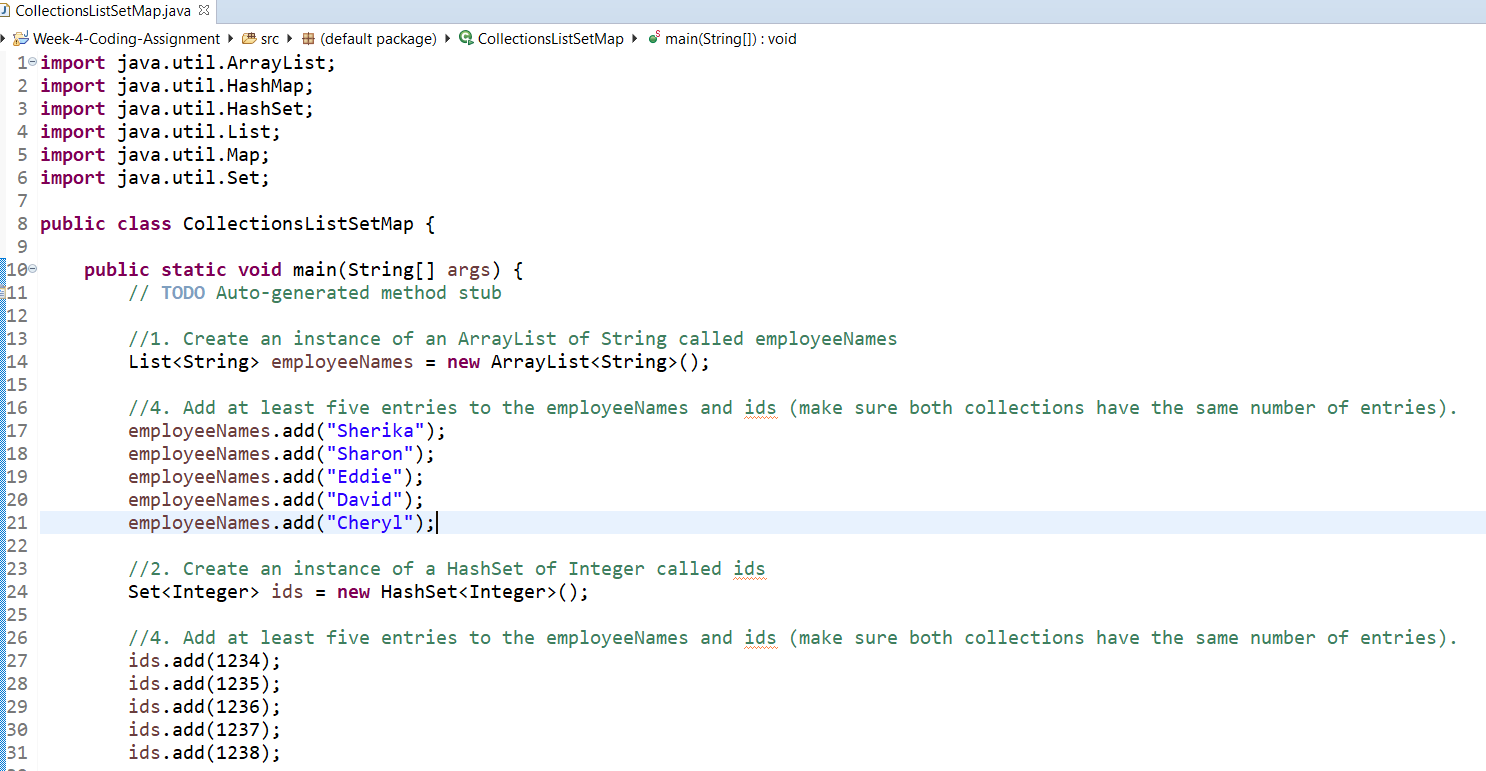 CollectionsListSetMap.java
Week-4-Coding-Assignment src (default package) CollectionsListSetMap main(String[]) : void
1 import java.util.ArrayList;
2 import java.util.HashMap;
3 import java.util.HashSet;
4 import java.util.List;
5 import java.util.Map;
6 import java.util.Set;
7
8 public class CollectionsListSetMap {
9
10 public static void main(String[] args) {
11 // TODO Auto-generated method stub
12
13 //1. Create an instance of an ArrayList of String called employeeNames
14 List<String> employeeNames = new ArrayList<String>();
15
16 //4. Add at least five entries to the employeeNames and ids (make sure both collections have the same number of entries).
17 employeeNames.add("Sherika");
18 employeeNames.add("Sharon");
19 employeeNames.add("Eddie");
20 employeeNames.add("David");
21 employeeNames.add("Cheryl");
22
23 //2. Create an instance of a HashSet of Integer called ids
24 Set<Integer> ids = new HashSet<Integer>();
25
26 //4. Add at least five entries to the employeeNames and ids (make sure both collections have the same number of entries).
27 ids.add(1234);
28 ids.add(1235);
29 ids.add(1236);
30 ids.add(1237);
31 ids.add(1238);